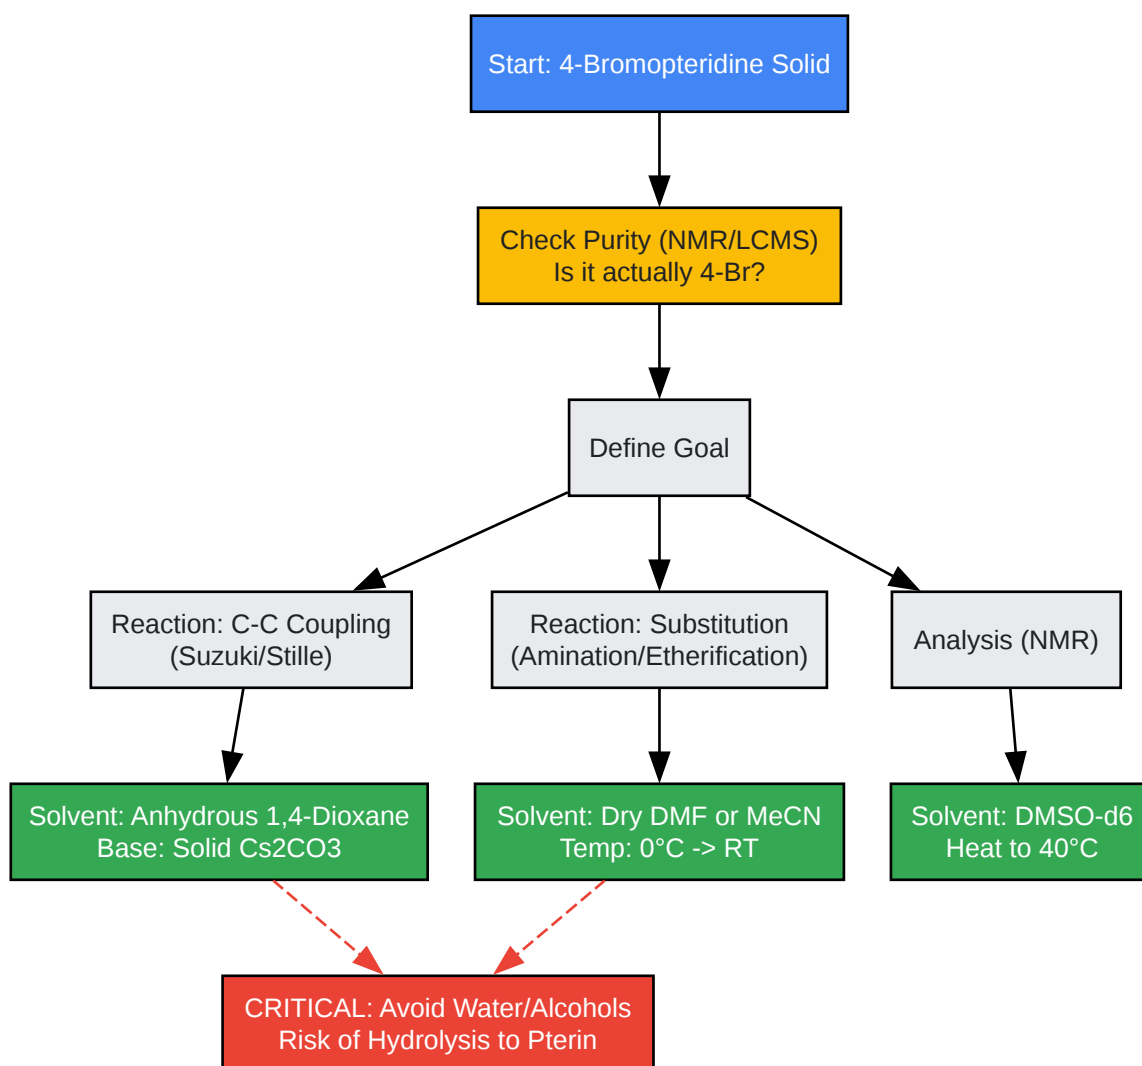 Start: 4-Bromopteridine Solid
Check Purity (NMR/LCMS)
Is it actually 4-Br?
Define Goal
Reaction: C-C Coupling
(Suzuki/Stille)
Reaction: Substitution
(Amination/Etherification)
Analysis (NMR)
Solvent: Anhydrous 1,4-Dioxane
Base: Solid Cs2CO3
Solvent: Dry DMF or MeCN
Temp: 0°C -> RT
Solvent: DMSO-d6
Heat to 40°C
CRITICAL: Avoid Water/Alcohols
Risk of Hydrolysis to Pterin